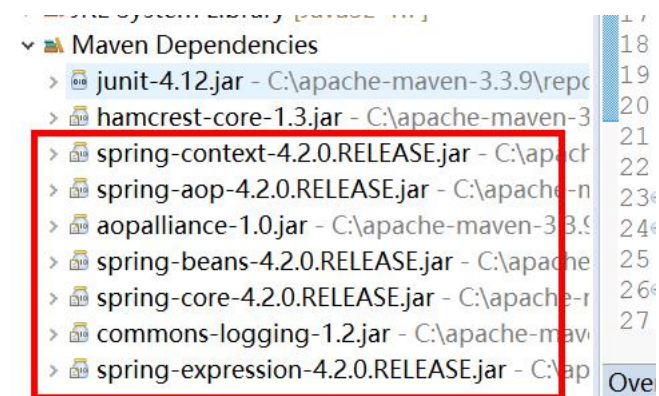 Maven Dependencies
junit-4.12.jar - C:\apache-maven-3.3.9\repo
hamcrest-core-1.3.jar - C:\apache-maven-3
spring-context-4.2.0.RELEASE.jar - C:\apach
spring-aop-4.2.0.RELEASE.jar - C:\apache-n
aopalliance-1.0.jar - C:\apache-maven-3.3.9
spring-beans-4.2.0.RELEASE.jar - C:\apache
spring-core-4.2.0.RELEASE.jar - C:\apache-r
commons-logging-1.2.jar - C:\apache-mave
spring-expression-4.2.0.RELEASE.jar - C:\ap
18
19
20
21
22
23
24
25
26
27
Over